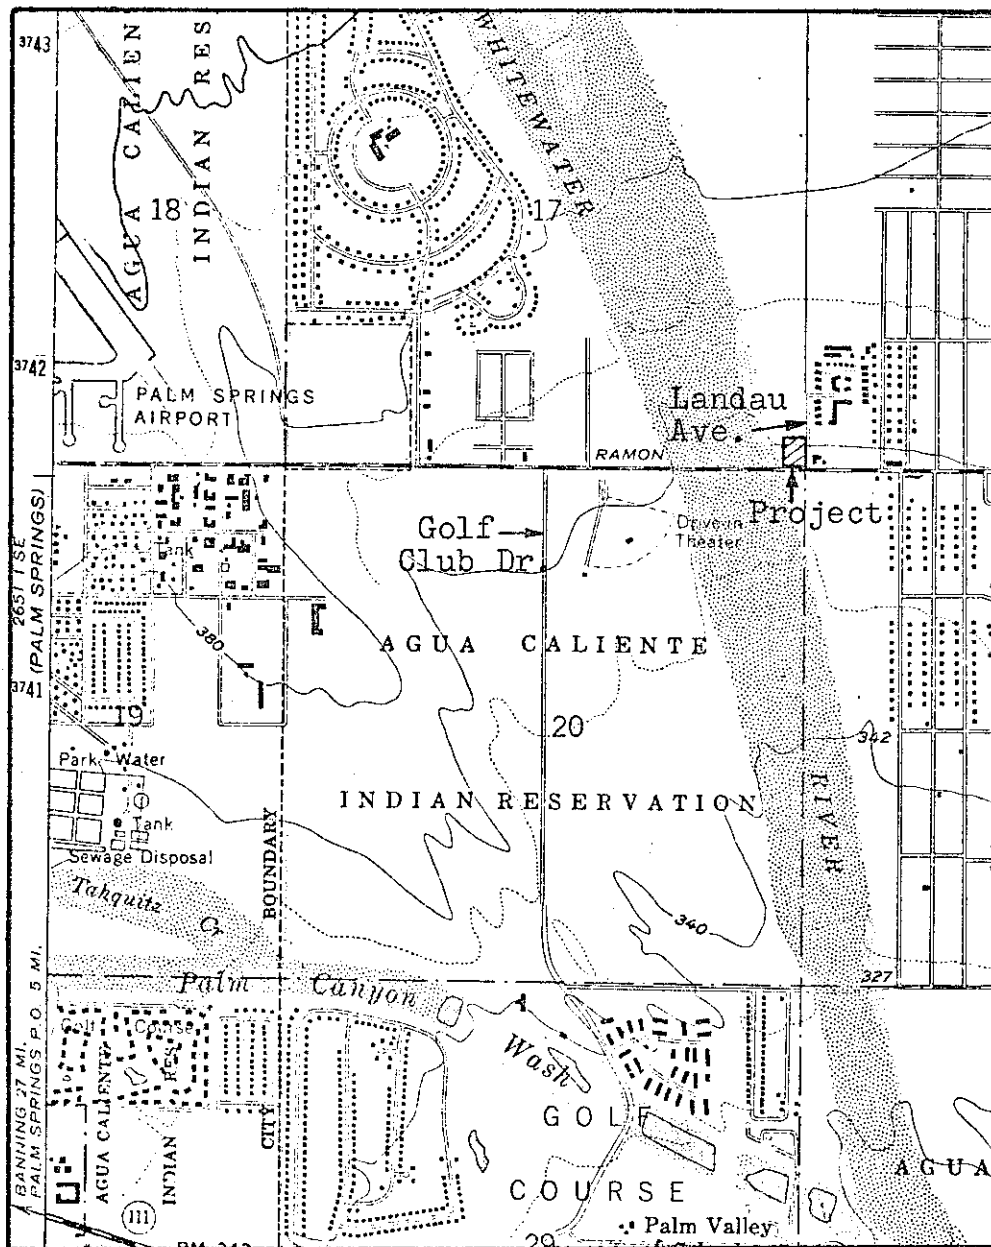 3743
AGUA CALIEN
INDIAN RES
WHITEWATER
18
17
3742
PALM SPRINGS
AIRPORT
Landau
Ave.
RAMON
Project
Golf
Club Dr.
Drive-in
Theater
Tank
2651 I SE
(PALM SPRINGS)
380
AGUA CALIENTE
3741
19
20
342
Park
Water
Tank
INDIAN RESERVATION
RIVER
Sewage Disposal
BOUNDARY
Tahquitz
Cr
340
327
Palm Canyon
Wash
Golf Course
BANNING 27 MI.
PALM SPRINGS P.O. 5 MI.
AGUA CALIENTE
INDIAN
RES
CITY
GOLF
COURSE
AGUA
111
Palm Valley
29